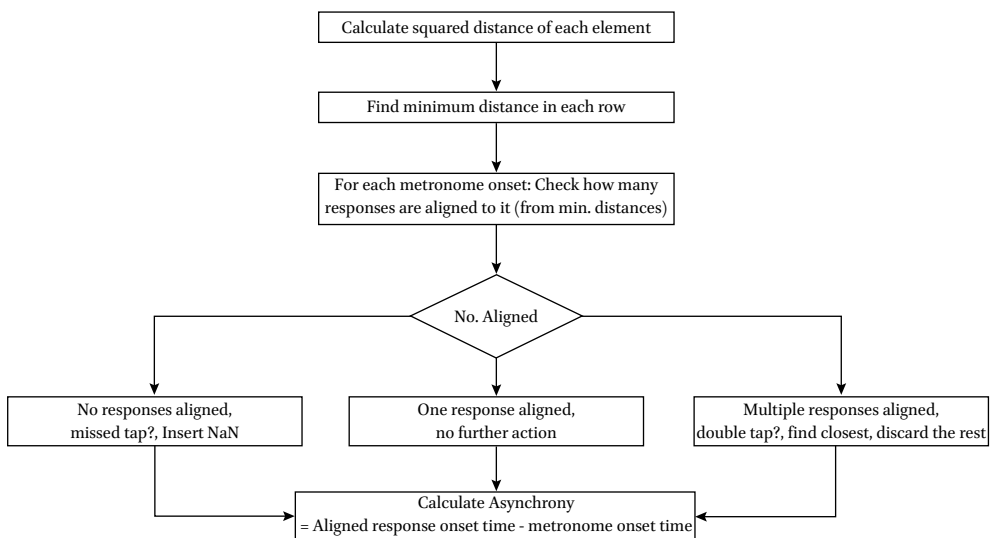 Calculate squared distance of each element
Find minimum distance in each row
For each metronome onset: Check how many
responses are aligned to it (from min. distances)
No. Aligned
No responses aligned,
missed tap?, Insert NaN
One response aligned,
no further action
Multiple responses aligned,
double tap?, find closest, discard the rest
Calculate Asynchrony
= Aligned response onset time - metronome onset time